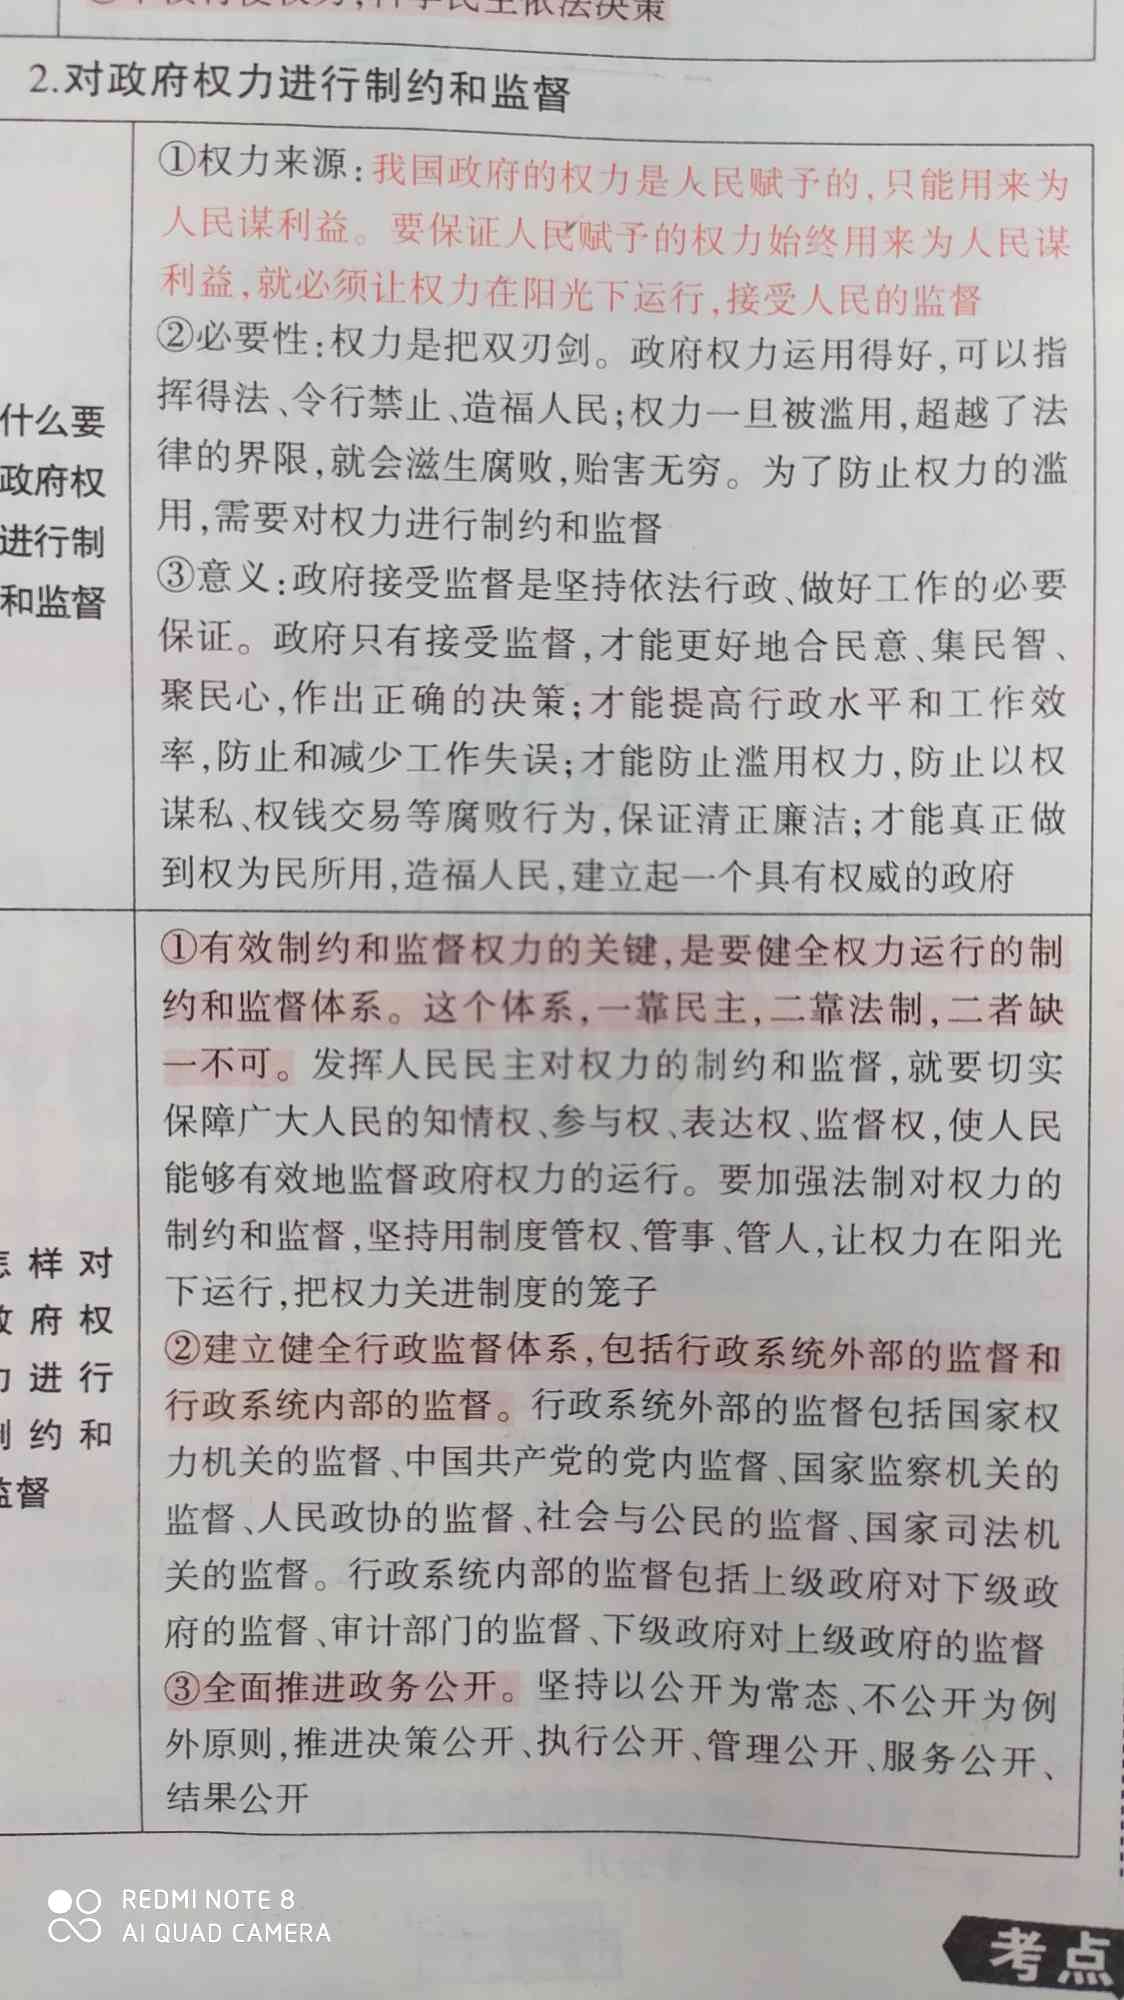 科学民主依法决策
2.对政府权力进行制约和监督
什么要
政府权
进行制
和监督
①权力来源:我国政府的权力是人民赋予的,只能用来为
人民谋利益。要保证人民赋予的权力始终用来为人民谋
利益,就必须让权力在阳光下运行,接受人民的监督
②必要性:权力是把双刃剑。政府权力运用得好,可以指
挥得法、令行禁止、造福人民;权力一旦被滥用,超越了法
律的界限,就会滋生腐败,贻害无穷。为了防止权力的滥
用,需要对权力进行制约和监督
③意义:政府接受监督是坚持依法行政、做好工作的必要
保证。政府只有接受监督,才能更好地合民意、集民智、
聚民心,作出正确的决策;才能提高行政水平和工作效
率,防止和减少工作失误;才能防止滥用权力,防止以权
谋私、权钱交易等腐败行为,保证清正廉洁;才能真正做
到权为民所用,造福人民,建立起一个具有权威的政府
样对
府权
进行
约和
监督
①有效制约和监督权力的关键,是要健全权力运行的制
约和监督体系。这个体系,一靠民主,二靠法制,二者缺
一不可。发挥人民民主对权力的制约和监督,就要切实
保障广大人民的知情权、参与权、表达权、监督权,使人民
能够有效地监督政府权力的运行。要加强法制对权力的
制约和监督,坚持用制度管权、管事、管人,让权力在阳光
下运行,把权力关进制度的笼子
②建立健全行政监督体系,包括行政系统外部的监督和
行政系统内部的监督。行政系统外部的监督包括国家权
力机关的监督、中国共产党的党内监督、国家监察机关的
监督、人民政协的监督、社会与公民的监督、国家司法机
关的监督。行政系统内部的监督包括上级政府对下级政
府的监督、审计部门的监督、下级政府对上级政府的监督
③全面推进政务公开。坚持以公开为常态、不公开为例
外原则,推进决策公开、执行公开、管理公开、服务公开、
结果公开
REDMI NOTE 8
AI QUAD CAMERA
考点